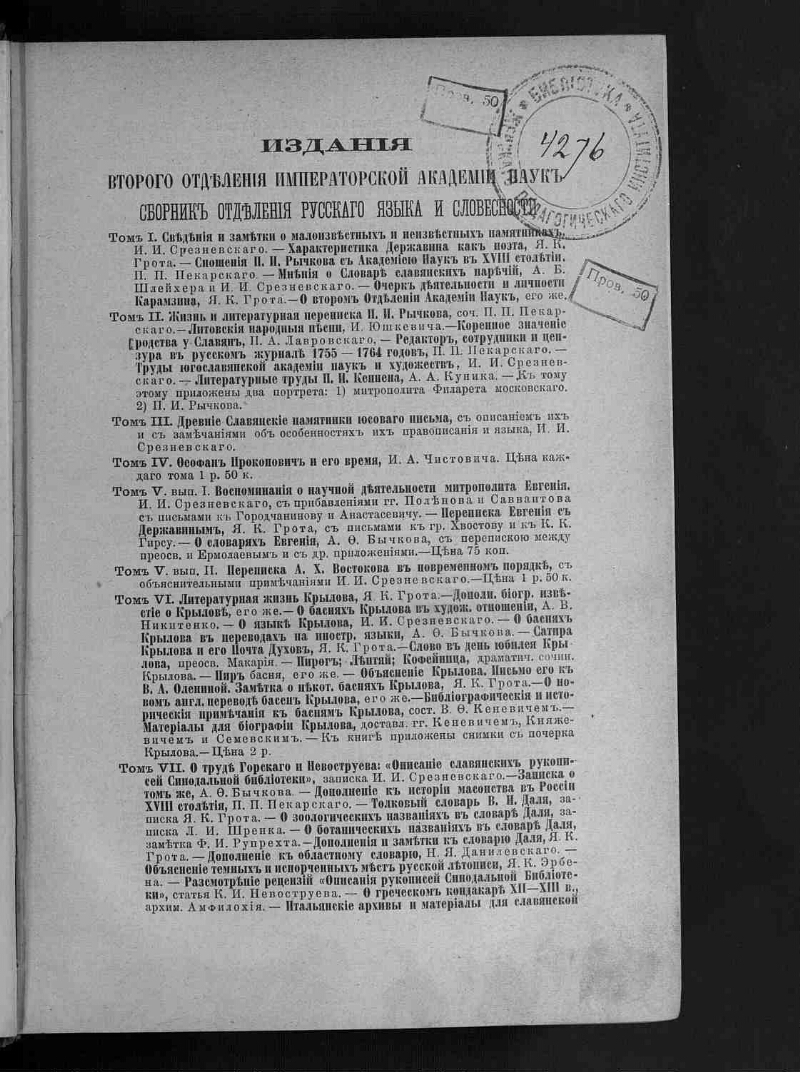 Пров. 50
БИБЛІОТЕКА
4276
Пров. 50
ИЗДАНІЯ
ВТОРОГО ОТДѢЛЕНІЯ ИМПЕРАТОРСКОЙ АКАДЕМІИ НАУКЪ
СБОРНИКЪ ОТДѢЛЕНІЯ РУССКАГО ЯЗЫКА И СЛОВЕСНОСТИ.
Томъ I. Свѣдѣнія и замѣтки о малоизвѣстныхъ и неизвѣстныхъ памятникахъ,
И. И. Срезневскаго. — Характеристика Державина какъ поэта, Я. К.
Грота. — Сношенія П. И. Рычкова съ Академіею Наукъ въ XVIII столѣтіи,
П. П. Пекарскаго. — Мнѣнія о Словарѣ славянскихъ нарѣчій, А. Б.
Шлейхера и И. И. Срезневскаго. — Очеркъ дѣятельности и личности
Карамзина, Я. К. Грота. — О второмъ Отдѣленіи Академіи Наукъ, его же.
Томъ II. Жизнь и литературная переписка П. И. Рычкова, соч. П. П. Пекар-
скаго. — Литовскія народныя пѣсни, И. Юшкевича. — Коренное значеніе
родства у Славянъ, П. А. Лавровскаго, — Редакторъ, сотрудники и цен-
зура въ русскомъ журналѣ 1755 — 1764 годовъ, П. П. Пекарскаго. —
Труды югославянской академіи наукъ и художествъ, И. И. Срезнев-
скаго. — Литературные труды П. И. Кеппена, А. А. Куника. — Къ тому
этому приложены два портрета: 1) митрополита Филарета московскаго.
2) П. И. Рычкова.
Томъ III. Древніе Славянскіе памятники юсоваго письма, съ описаніемъ ихъ
и съ замѣчаніями объ особенностяхъ ихъ правописанія и языка, И. И.
Срезневскаго.
Томъ IV. Ѳеофанъ Прокоповичъ и его время, И. А. Чистовича. Цѣна каж-
даго тома 1 р. 50 к.
Томъ V. вып. I. Воспоминанія о научной дѣятельности митрополита Евгенія,
И. И. Срезневскаго, съ прибавленіями гг. Полѣнова и Саввантова
съ письмами къ Городчанинову и Анастасевичу. — Переписка Евгенія съ
Державинымъ, Я. К. Грота, съ письмами къ гр. Хвостову и къ К. К.
Гирсу. — О словаряхъ Евгенія, А. Ѳ. Бычкова, съ перепискою между
преосв. и Ермолаевымъ и съ др. приложеніями. — Цѣна 75 коп.
Томъ V. вып. II. Переписка А. Х. Востокова въ повременномъ порядкѣ, съ
объяснительными примѣчаніями И. И. Срезневскаго. — Цѣна 1 р. 50 к.
Томъ VI. Литературная жизнь Крылова, Я. К. Грота. — Дополн. біогр. извѣ-
стіе о Крыловѣ, его же. — О басняхъ Крылова въ худож. отношеніи, А. В.
Никитенко. — О языкѣ Крылова, И. И. Срезневскаго. — О басняхъ
Крылова въ переводахъ на иностр. языки, А. Ѳ. Бычкова. — Сатира
Крылова и его Почта Духовъ, Я. К. Грота. — Слово въ день юбилея Кры-
лова, преосв. Макарія. — Пирогъ; Лѣнтяй; Кофейница, драматич. сочин.
Крылова. — Пиръ басня, его же. — Объясненіе Крылова. Письмо его къ
В. А. Олениной. Замѣтка о нѣкот. басняхъ Крылова, Я. К. Грота. — О но-
вомъ англ. переводѣ басенъ Крылова, его же. — Библіографическія и исто-
рическія примѣчанія къ баснямъ Крылова, сост. В. Ѳ. Кеневичемъ. —
Матеріалы для біографіи Крылова, доставл. гг. Кеневичемъ, Княже-
вичемъ и Семевскимъ. — Къ книгѣ приложены снимки съ почерка
Крылова. — Цѣна 2 р.
Томъ VII. О трудѣ Горскаго и Невоструева: «Описаніе славянскихъ рукопи-
сей Синодальной библіотеки», записка И. И. Срезневскаго. — Записка о
томъ же, А. Ѳ. Бычкова. — Дополненіе къ исторіи масонства въ Россіи
XVIII столѣтія, П. П. Пекарскаго. — Толковый словарь В. И. Даля, за-
писка Я. К. Грота. — О зоологическихъ названіяхъ въ словарѣ Даля, за-
писка Л. И. Шренка. — О ботаническихъ названіяхъ въ словарѣ Даля,
замѣтка Ф. И. Рупрехта. — Дополненія и замѣтки къ словарю Даля, Я. К.
Грота. — Дополненіе къ областному словарю, Н. Я. Данилевскаго. —
Объясненіе темныхъ и испорченныхъ мѣстъ русской лѣтописи, Я. К. Эрбе-
на. — Разсмотрѣніе рецензій «Описанія рукописей Синодальной Библіоте-
ки», статья К. И. Невоструева. — О греческомъ кондакарѣ XII—XIII в.,
архим. Амфилохія. — Итальянскіе архивы и матеріалы для славянской